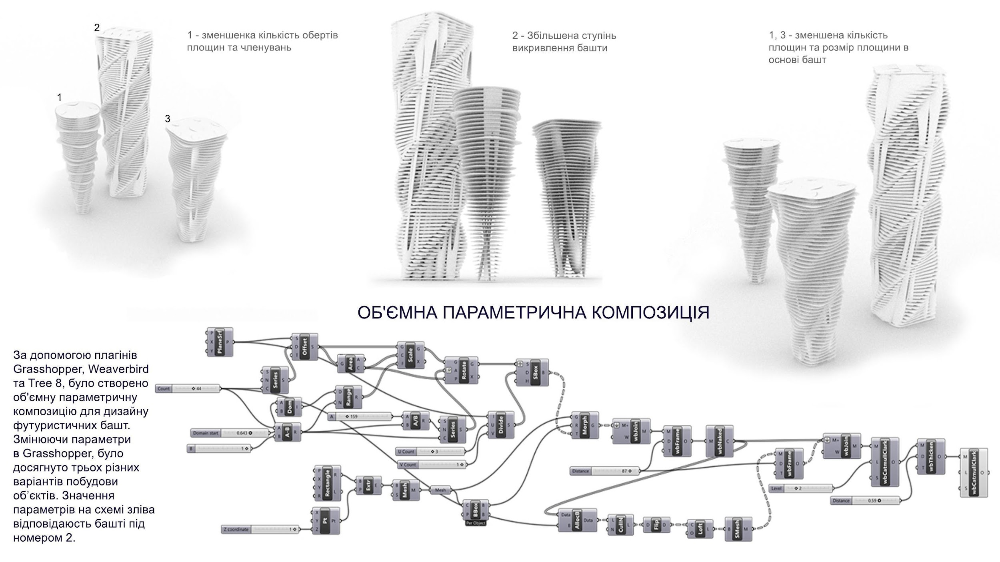 2
1 - зменшенка кількість обертів
площин та членувань
1
3
2 - Збільшена ступінь
викривлення башти
1, 3 - зменшена кількість
площин та розмір площини в
основі башт
ОБ'ЄМНА ПАРАМЕТРИЧНА КОМПОЗИЦІЯ
За допомогою плагінів
Grasshopper, Weaverbird
та Tree 8, було створено
об'ємну параметричну
композицію для дизайну
футуристичних башт.
Змінюючи параметри
в Grasshopper, було
досягнуто трьох різних
варіантів побудови
об’єктів. Значення
параметрів на схемі зліва
відповідаюсть башті під
номером 2.
P X Y PlaneSrf P
S D T Offset S
G Area A C
G C F Scale G X
G A P Rotate G X
S D H SBox B
S N C Series S
Count 44
A B Dom I
D N Range R
A 159
A B A/B R
S N C Series S
I U V Divide S
Domain start 0.643
A B A-B R
B 1
U Count 3
V Count 1
G R T Morph G
M+ W wbJoin M
M D T wbFrame O
M wbNaked C
Distance 87
M D T wbFrame O
M+ W wbJoin M
M L S wbCatmullClark O
M D T wbThicken O
M L S wbCatmullClark O
Level 2
Distance 0.59
P X Y R Rectangle R L
B P Extr E
B S Mesh M
Mesh
X Y Z Pt Pt
Z coordinate 1
C P BBox B B
Per Object
Data B AllocB Data
L N CullN L
D Flip D
C O Loft L
B SMesh M